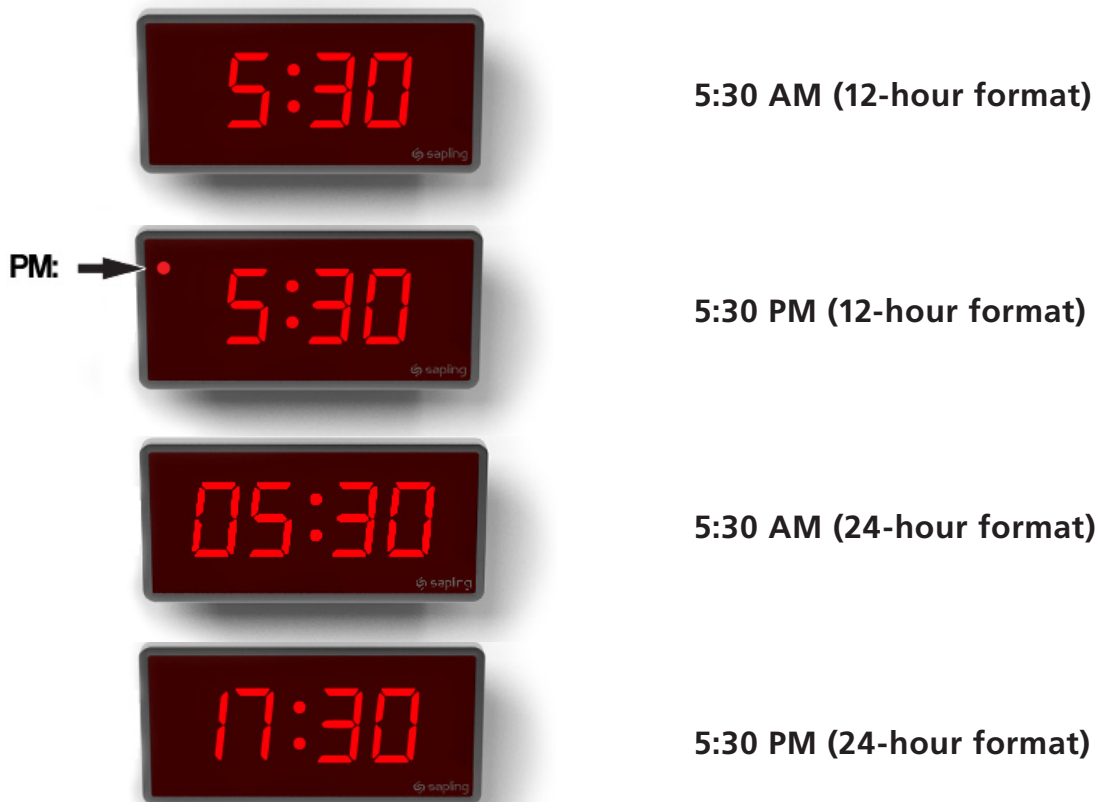 5:30
sapling
5:30 AM (12-hour format)
PM:
5:30
sapling
5:30 PM (12-hour format)
05:30
sapling
5:30 AM (24-hour format)
17:30
sapling
5:30 PM (24-hour format)